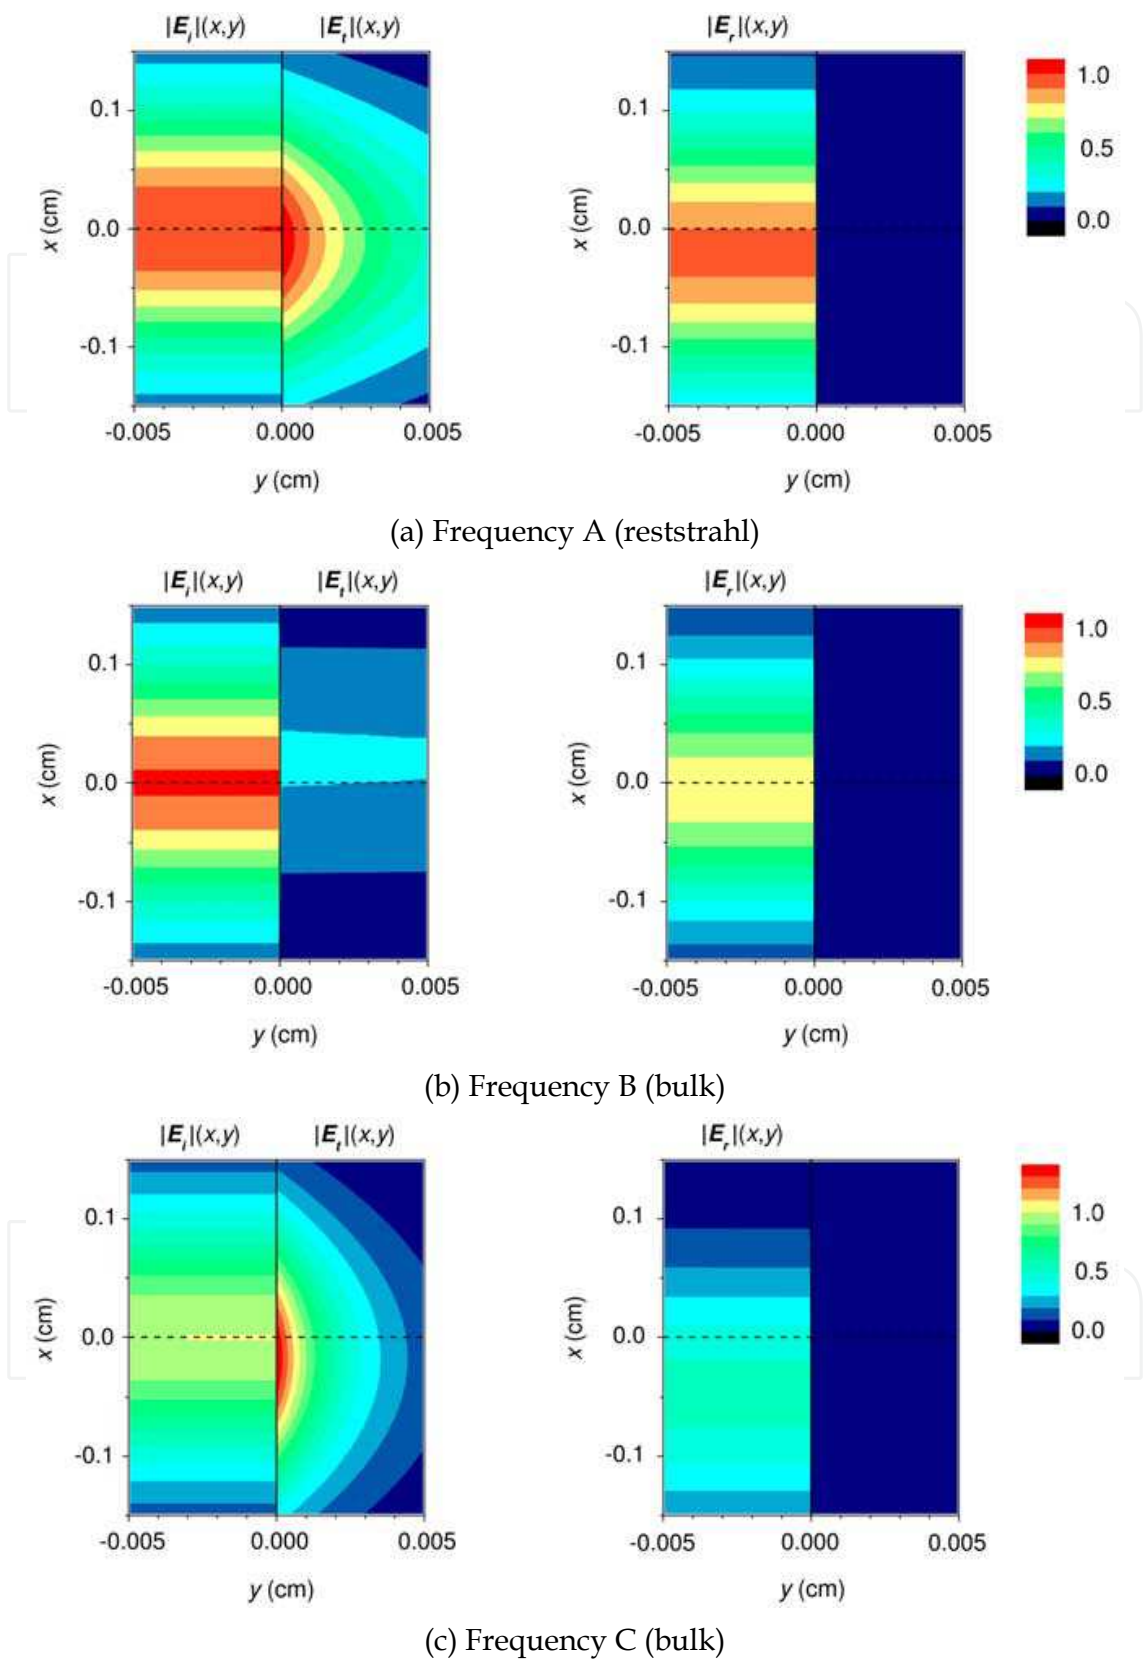 |E_i|(x,y) |E_t|(x,y) |E_r|(x,y)
x (cm) 0.1 0.0 -0.1
-0.005 0.000 0.005
y (cm)
x (cm) 0.1 0.0 -0.1
-0.005 0.000 0.005
y (cm)
1.0
0.5
0.0
(a) Frequency A (reststrahl)
|E_i|(x,y) |E_t|(x,y) |E_r|(x,y)
x (cm) 0.1 0.0 -0.1
-0.005 0.000 0.005
y (cm)
x (cm) 0.1 0.0 -0.1
-0.005 0.000 0.005
y (cm)
1.0
0.5
0.0
(b) Frequency B (bulk)
|E_i|(x,y) |E_t|(x,y) |E_r|(x,y)
x (cm) 0.1 0.0 -0.1
-0.005 0.000 0.005
y (cm)
x (cm) 0.1 0.0 -0.1
-0.005 0.000 0.005
y (cm)
1.0
0.5
0.0
(c) Frequency C (bulk)